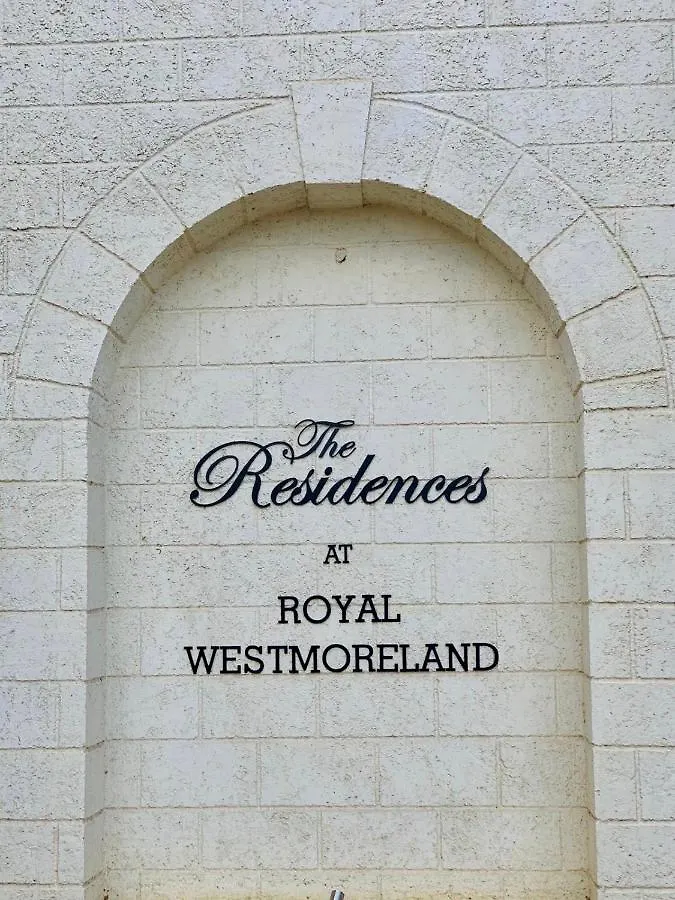 The
Residences
AT
ROYAL
WESTMORELAND